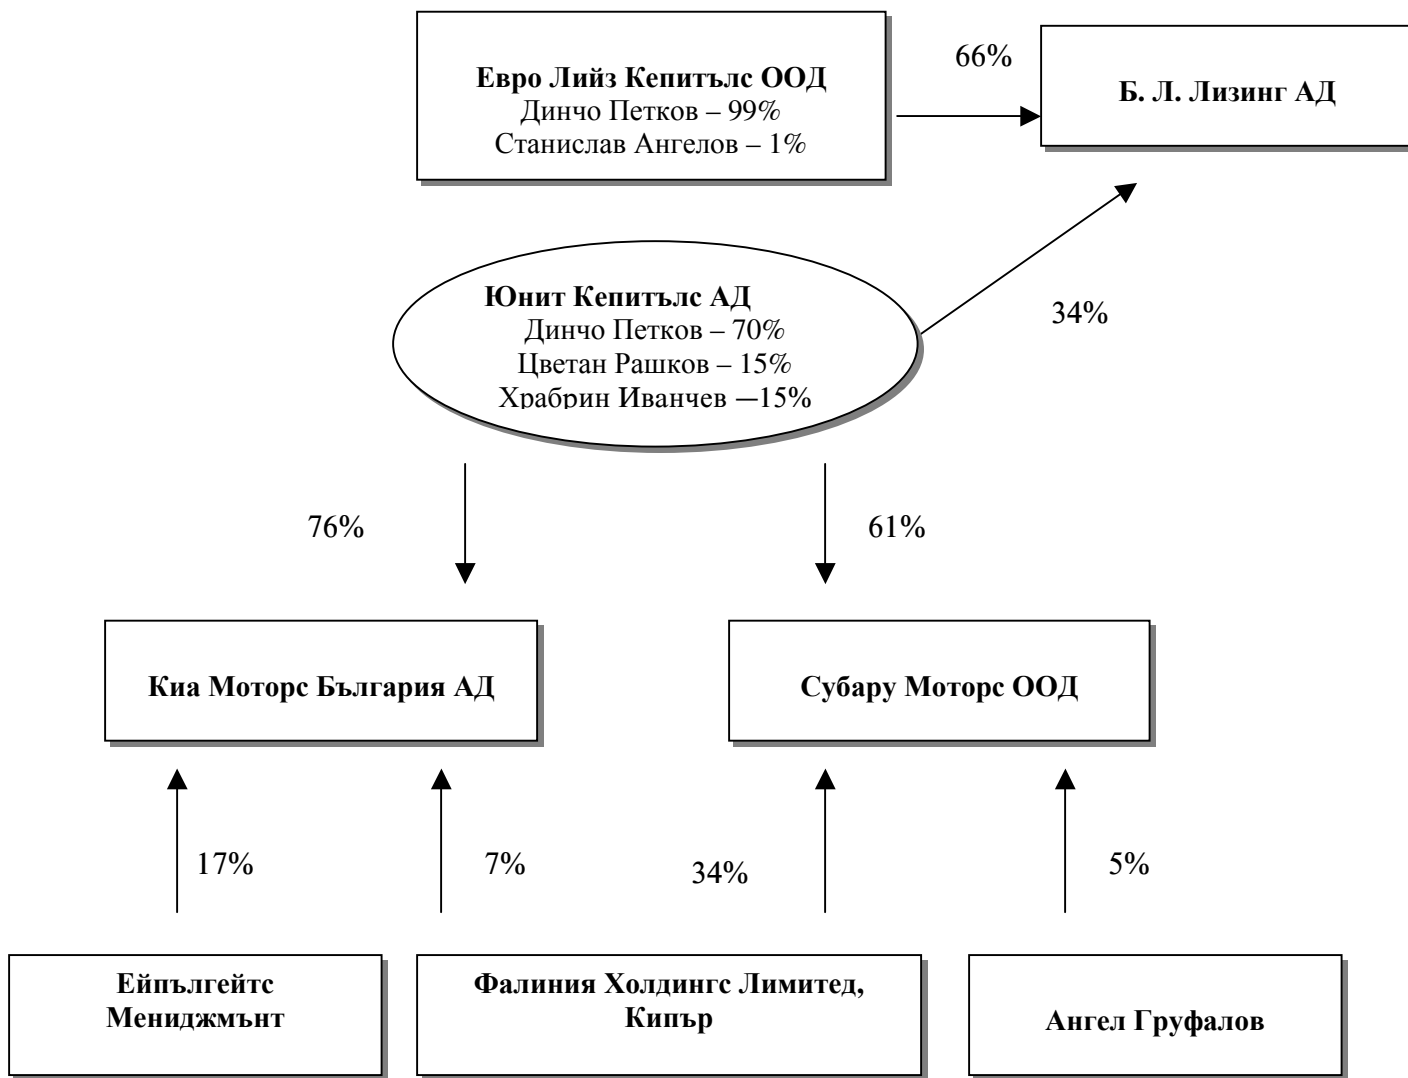 66%
Евро Лийз Кепитълс ООД
Динчо Петков – 99%
Станислав Ангелов – 1%
Б. Л. Лизинг АД
Юнит Кепитълс АД
Динчо Петков – 70%
Цветан Рашков – 15%
Храбрин Иванчев —15%
34%
76%
61%
Киа Моторс България АД
Субару Моторс ООД
17%
7%
34%
5%
Ейпългейтс
Мениджмънт
Фалиния Холдингс Лимитед,
Кипър
Ангел Груфалов